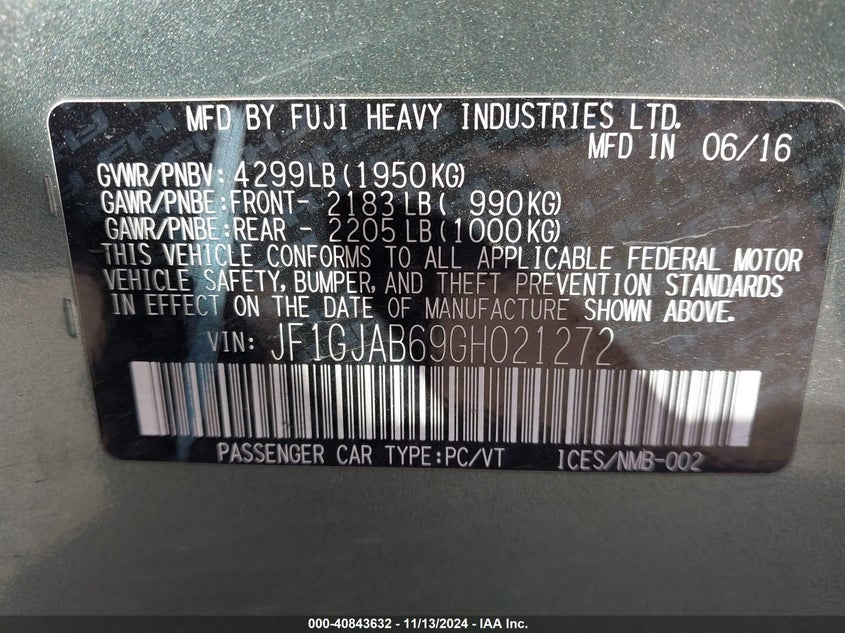 MFD BY FUJI HEAVY INDUSTRIES LTD.
MFD IN 06/16
GVWR/PNBV: 4299LB(1950KG)
GAWR/PNBE:FRONT- 2183LB( 990KG)
GAWR/PNBE:REAR - 2205LB(1000KG)
THIS VEHICLE CONFORMS TO ALL APPLICABLE FEDERAL MOTOR
VEHICLE SAFETY, BUMPER, AND THEFT PREVENTION STANDARDS
IN EFFECT ON THE DATE OF MANUFACTURE SHOWN ABOVE.
VIN: JF1GJAB69GH021272
PASSENGER CAR TYPE:PC/VT ICES/NMB-002
000-40843632 - 11/13/2024 - IAA Inc.